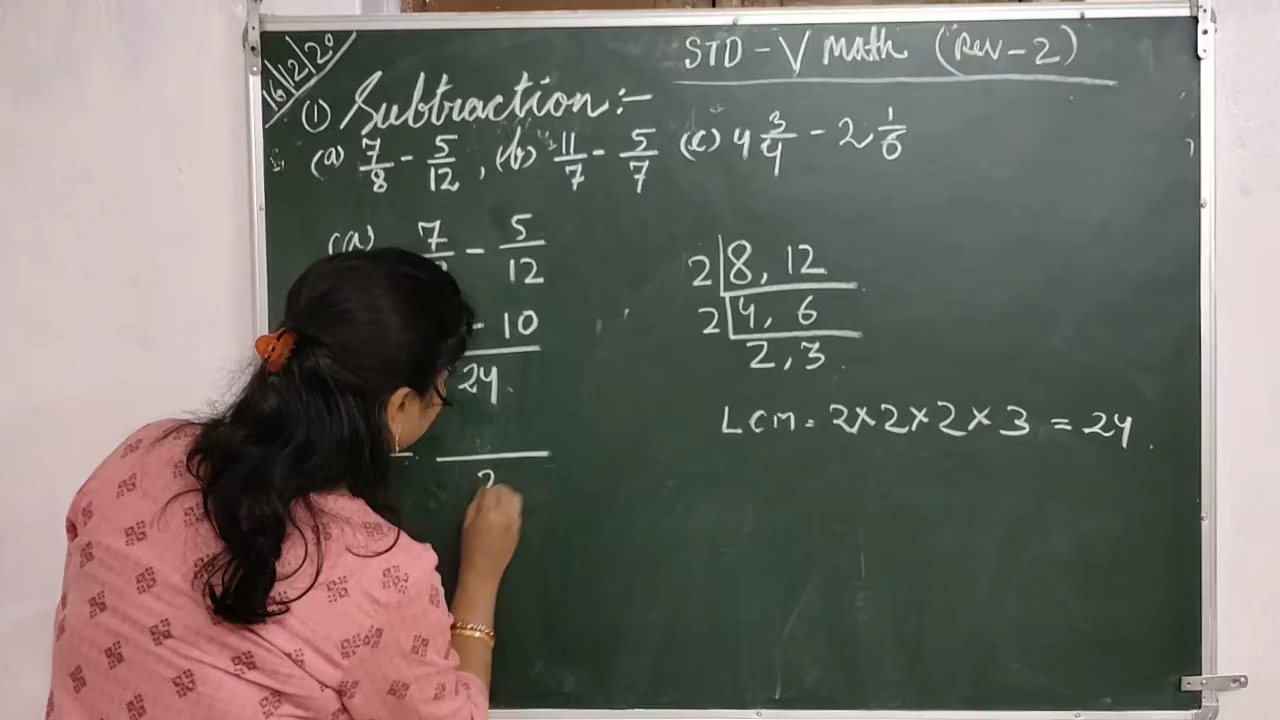 16/12/20
STD - V Math (Rev - 2)
① Subtraction :-
(a) 7/8 - 5/12 , (b) 11/7 - 5/7 (c) 4 3/4 - 2 1/6
(a) 7 - 5/12
- 10
24
2
2 | 8, 12
2 | 4, 6
2, 3
LCM = 2 × 2 × 2 × 3 = 24